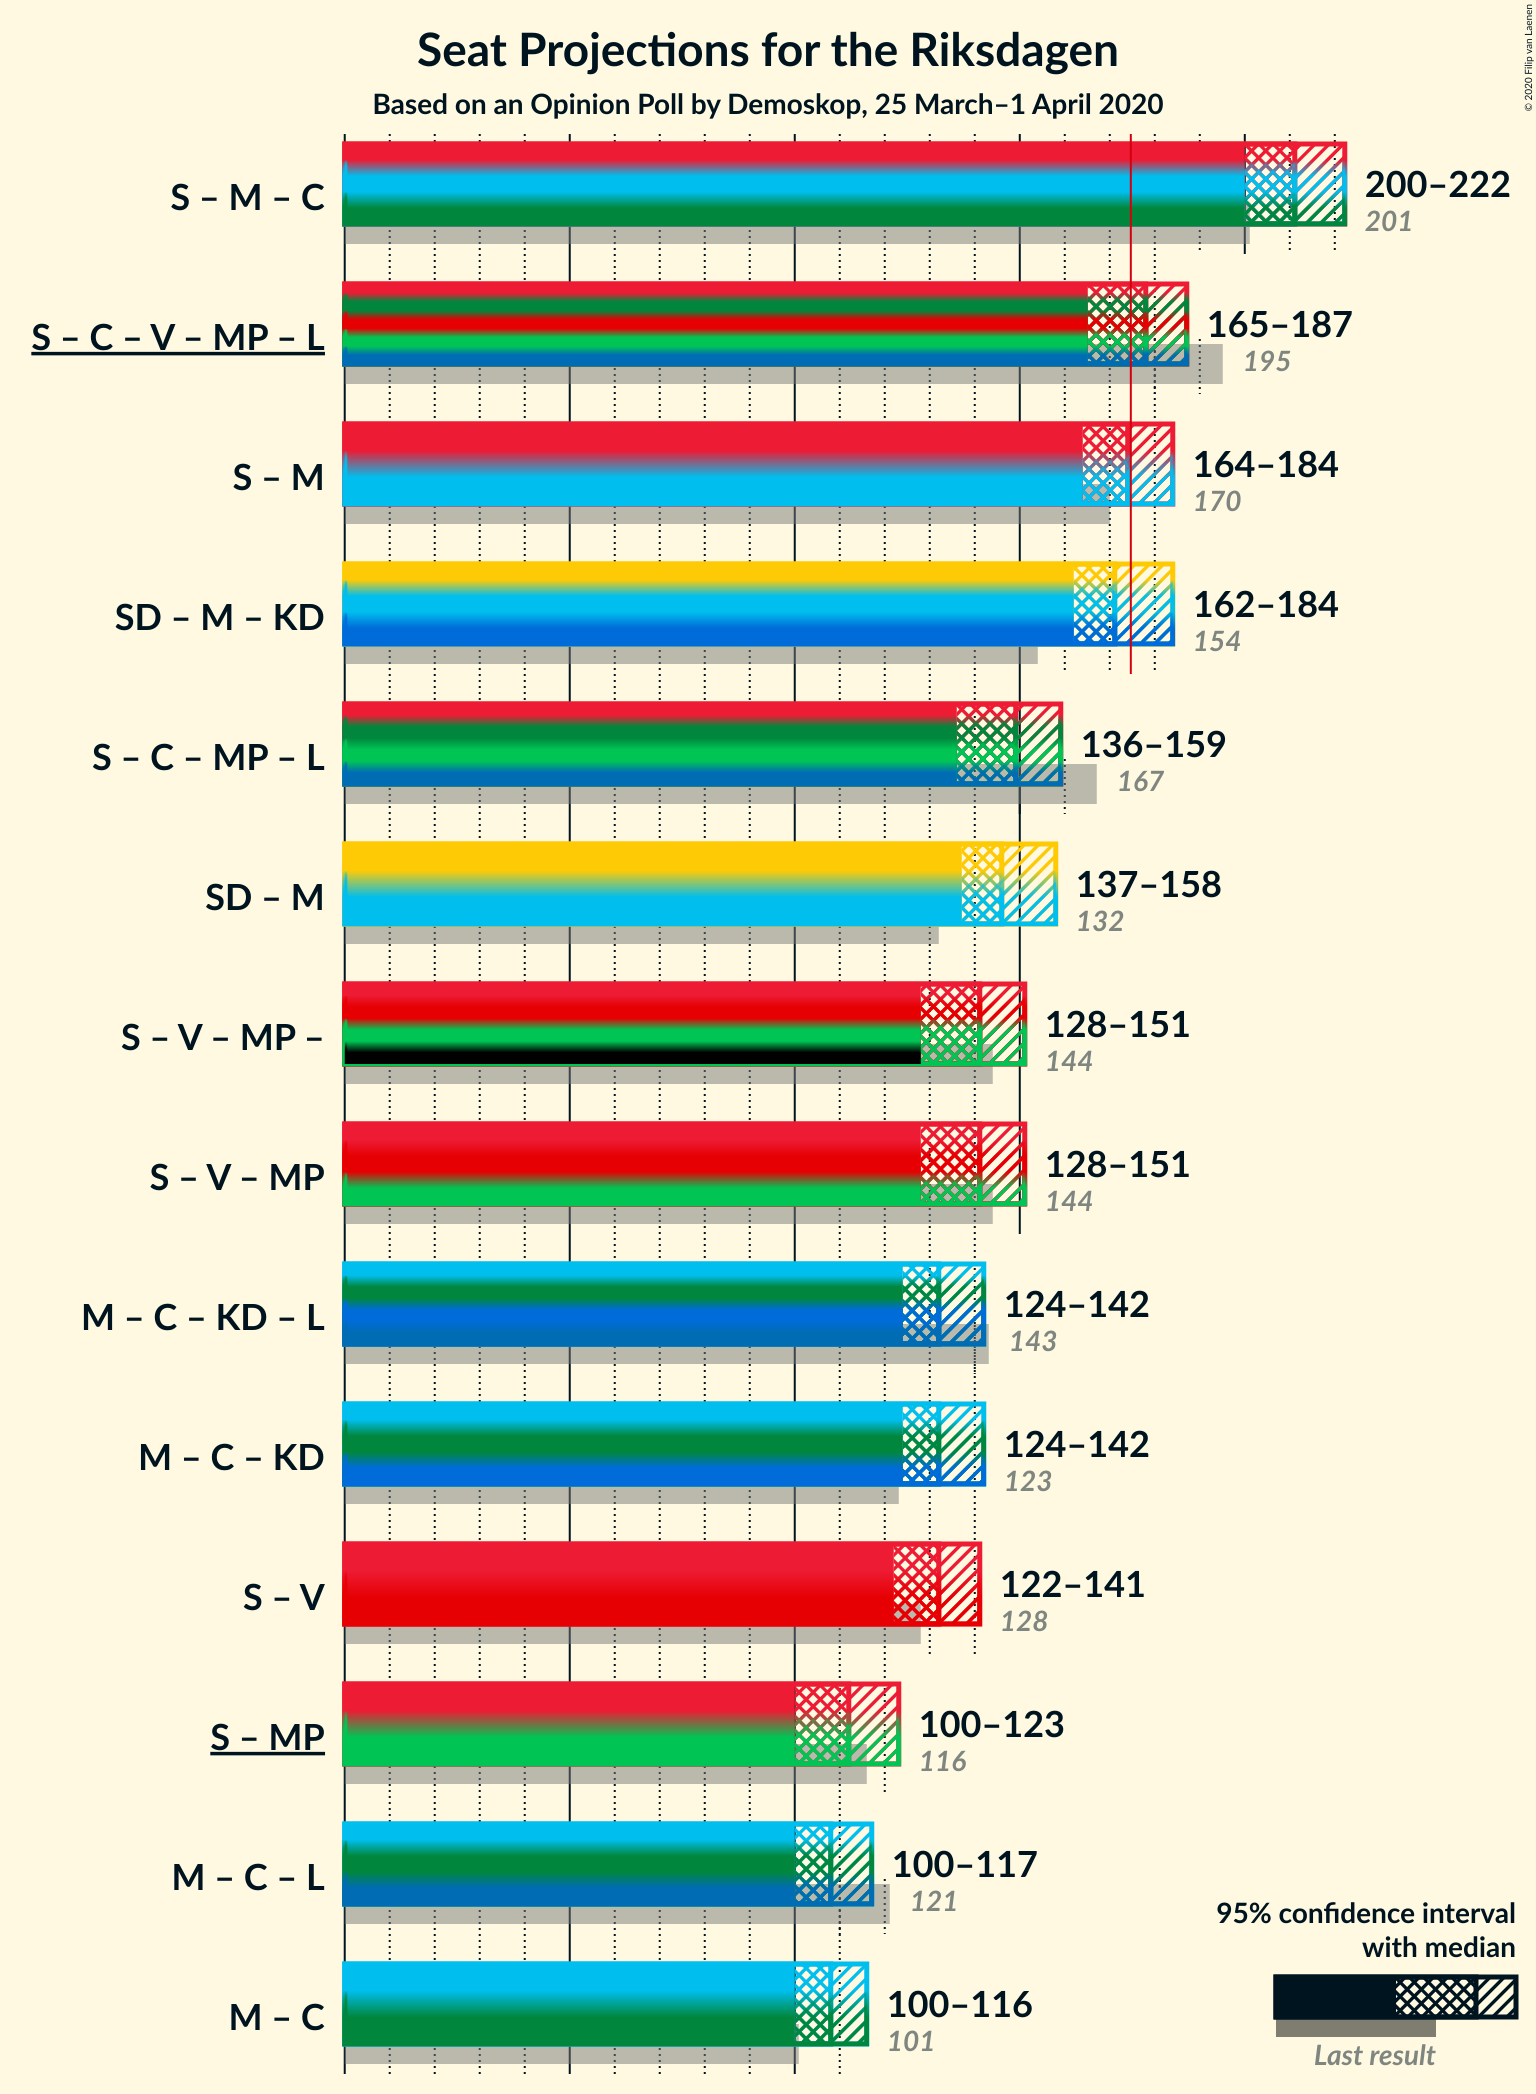 Seat Projections for the Riksdagen
Based on an Opinion Poll by Demoskop, 25 March–1 April 2020
© 2020 Filip van Laenen
S – M – C
200–222
201
S – C – V – MP – L
165–187
195
S – M
164–184
170
SD – M – KD
162–184
154
S – C – MP – L
136–159
167
SD – M
137–158
132
S – V – MP –
128–151
144
S – V – MP
128–151
144
M – C – KD – L
124–142
143
M – C – KD
124–142
123
S – V
122–141
128
S – MP
100–123
116
M – C – L
100–117
121
M – C
100–116
101
95% confidence interval
with median
Last result